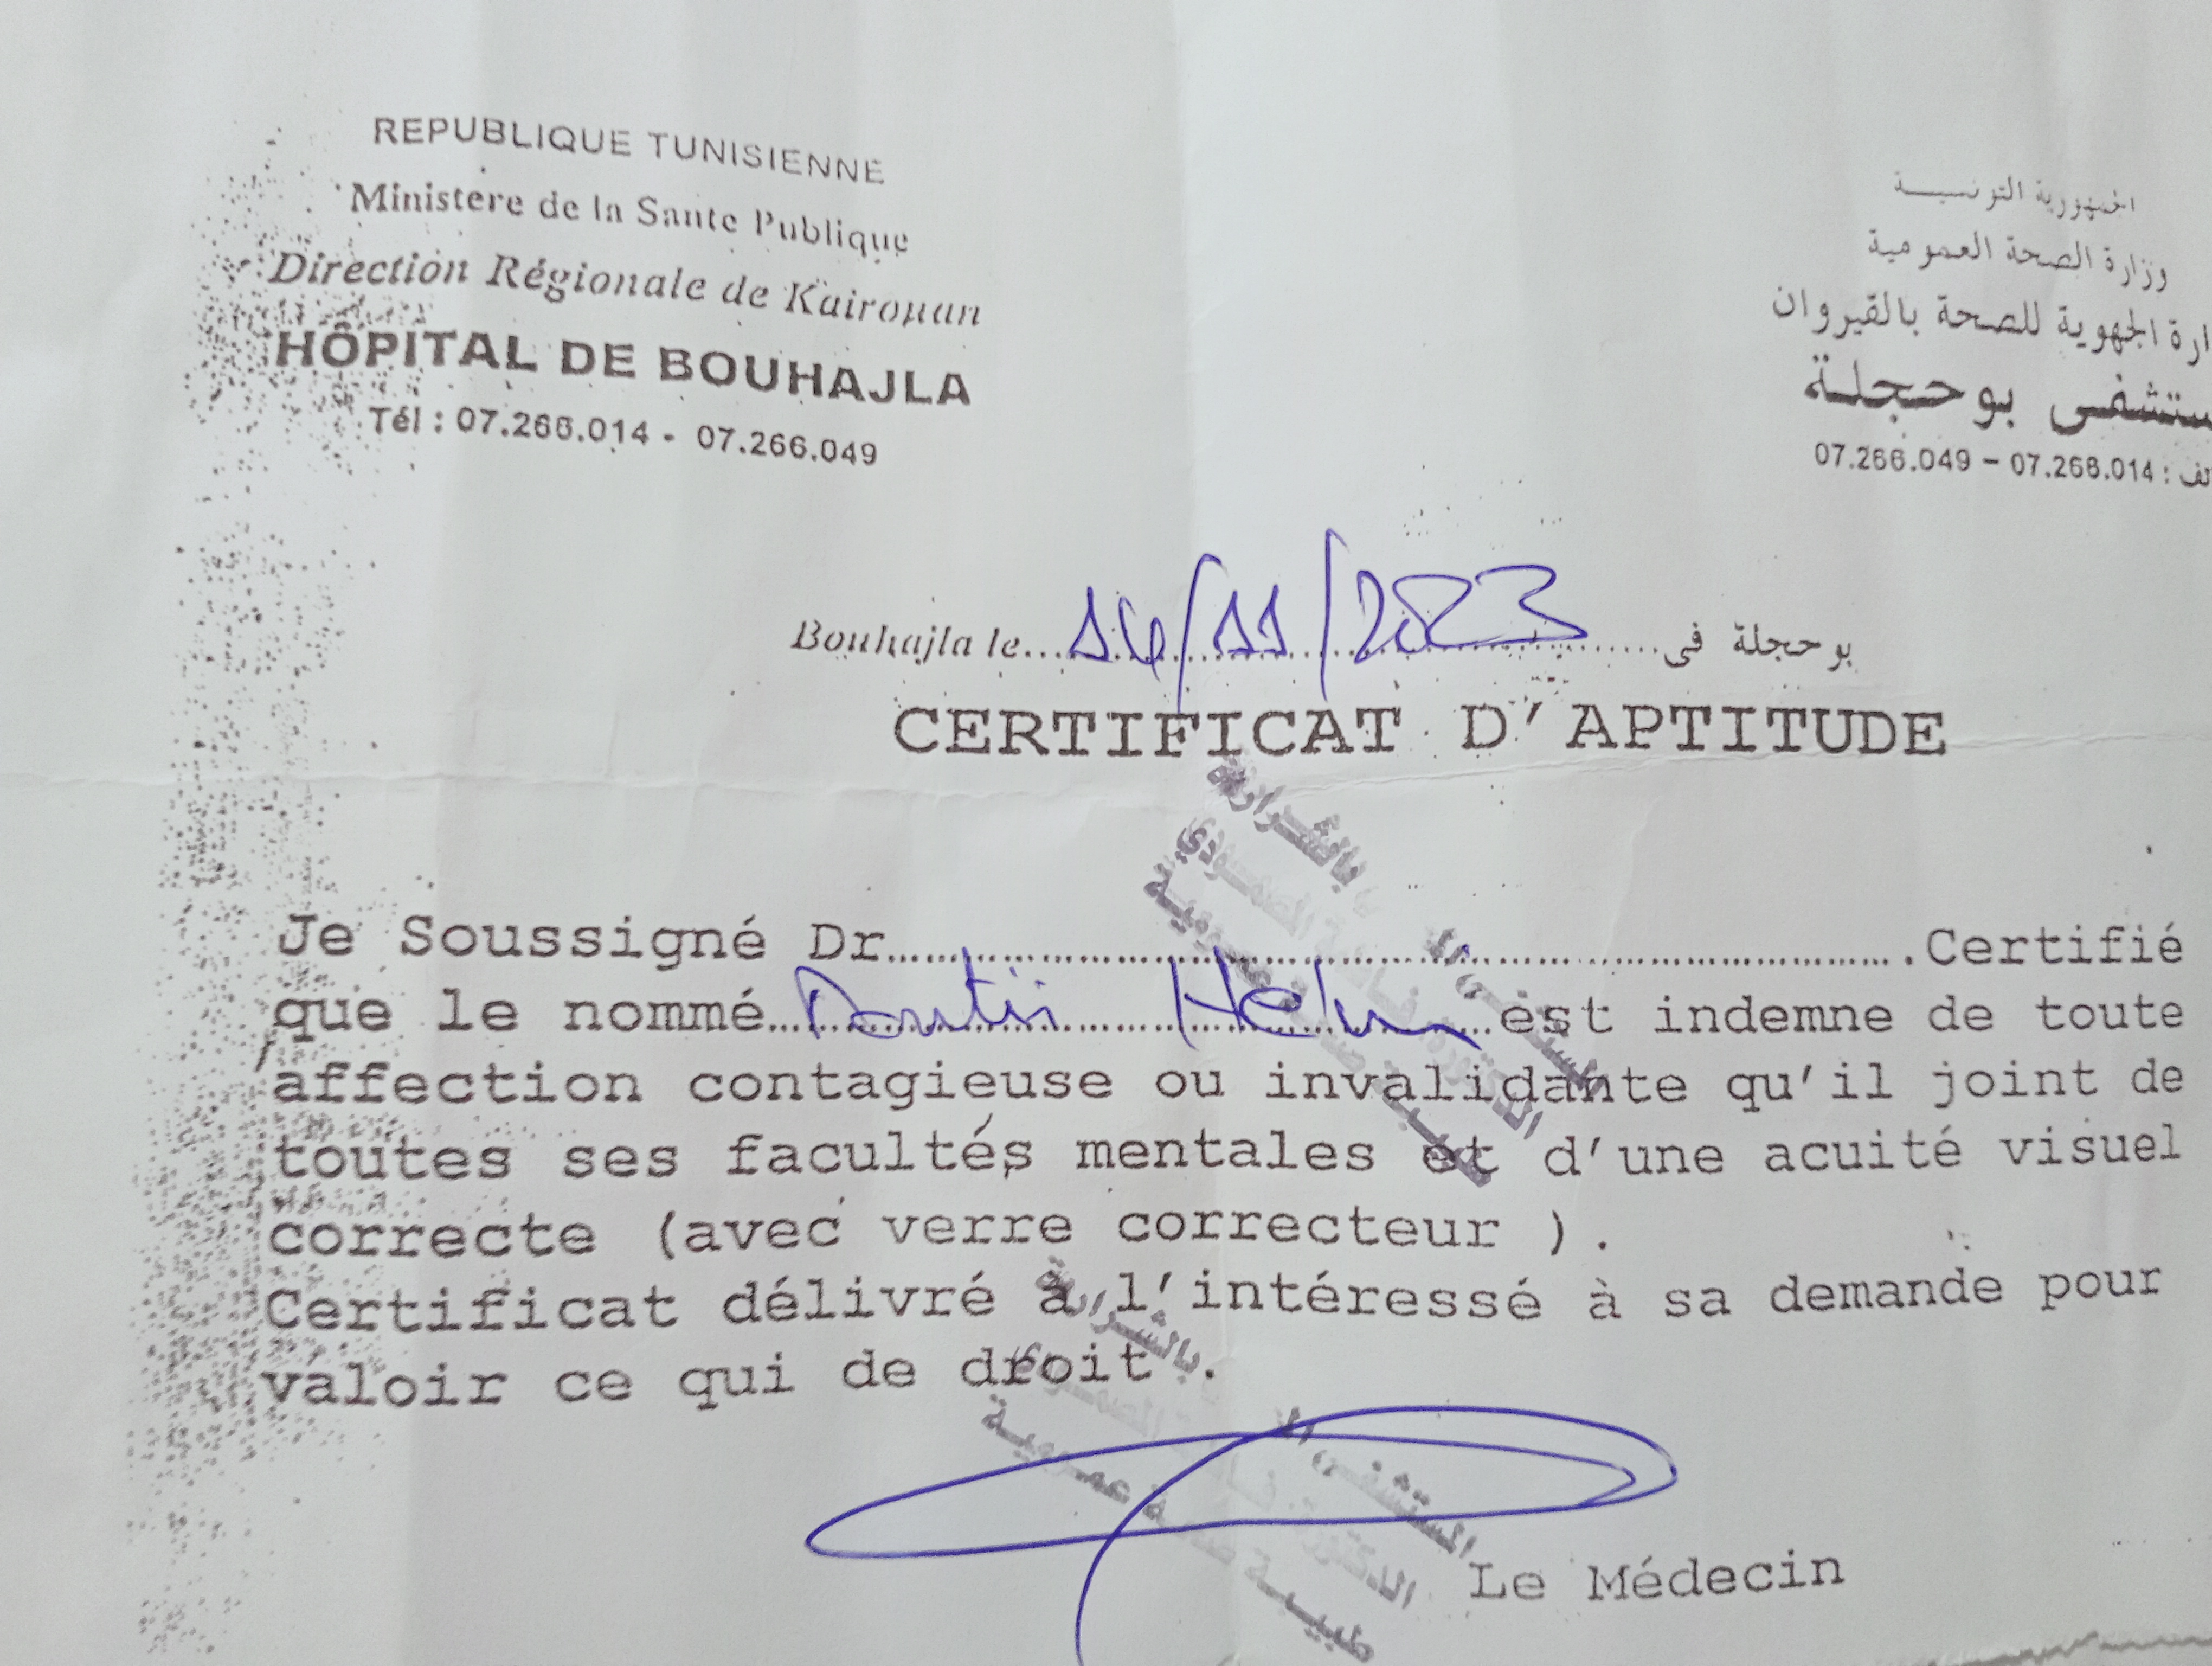 REPUBLIQUE TUNISIENNE
Ministere de la Sante Publique
Direction Régionale de Kairouan
HÔPITAL DE BOUHAJLA
Tél : 07.266.014 - 07.266.049
الجمهورية التونسية
وزارة الصحة العمومية
للصحة بالقيروان
بوحجلة
07.266.049 – 07.266.014 :
Bouhajla le 14/11/2023 بوحجلة في
CERTIFICAT D'APTITUDE
بالشراردة
Je Soussigné Dr. .Certifié
que le nommé est indemne de toute
affection contagieuse ou invalidante qu'il joint de
toutes ses facultés mentales et d'une acuité visuel
correcte (avec verre correcteur ).
Certificat délivré à l'intéressé à sa demande pour
valoir ce qui de droit .
Le Médecin